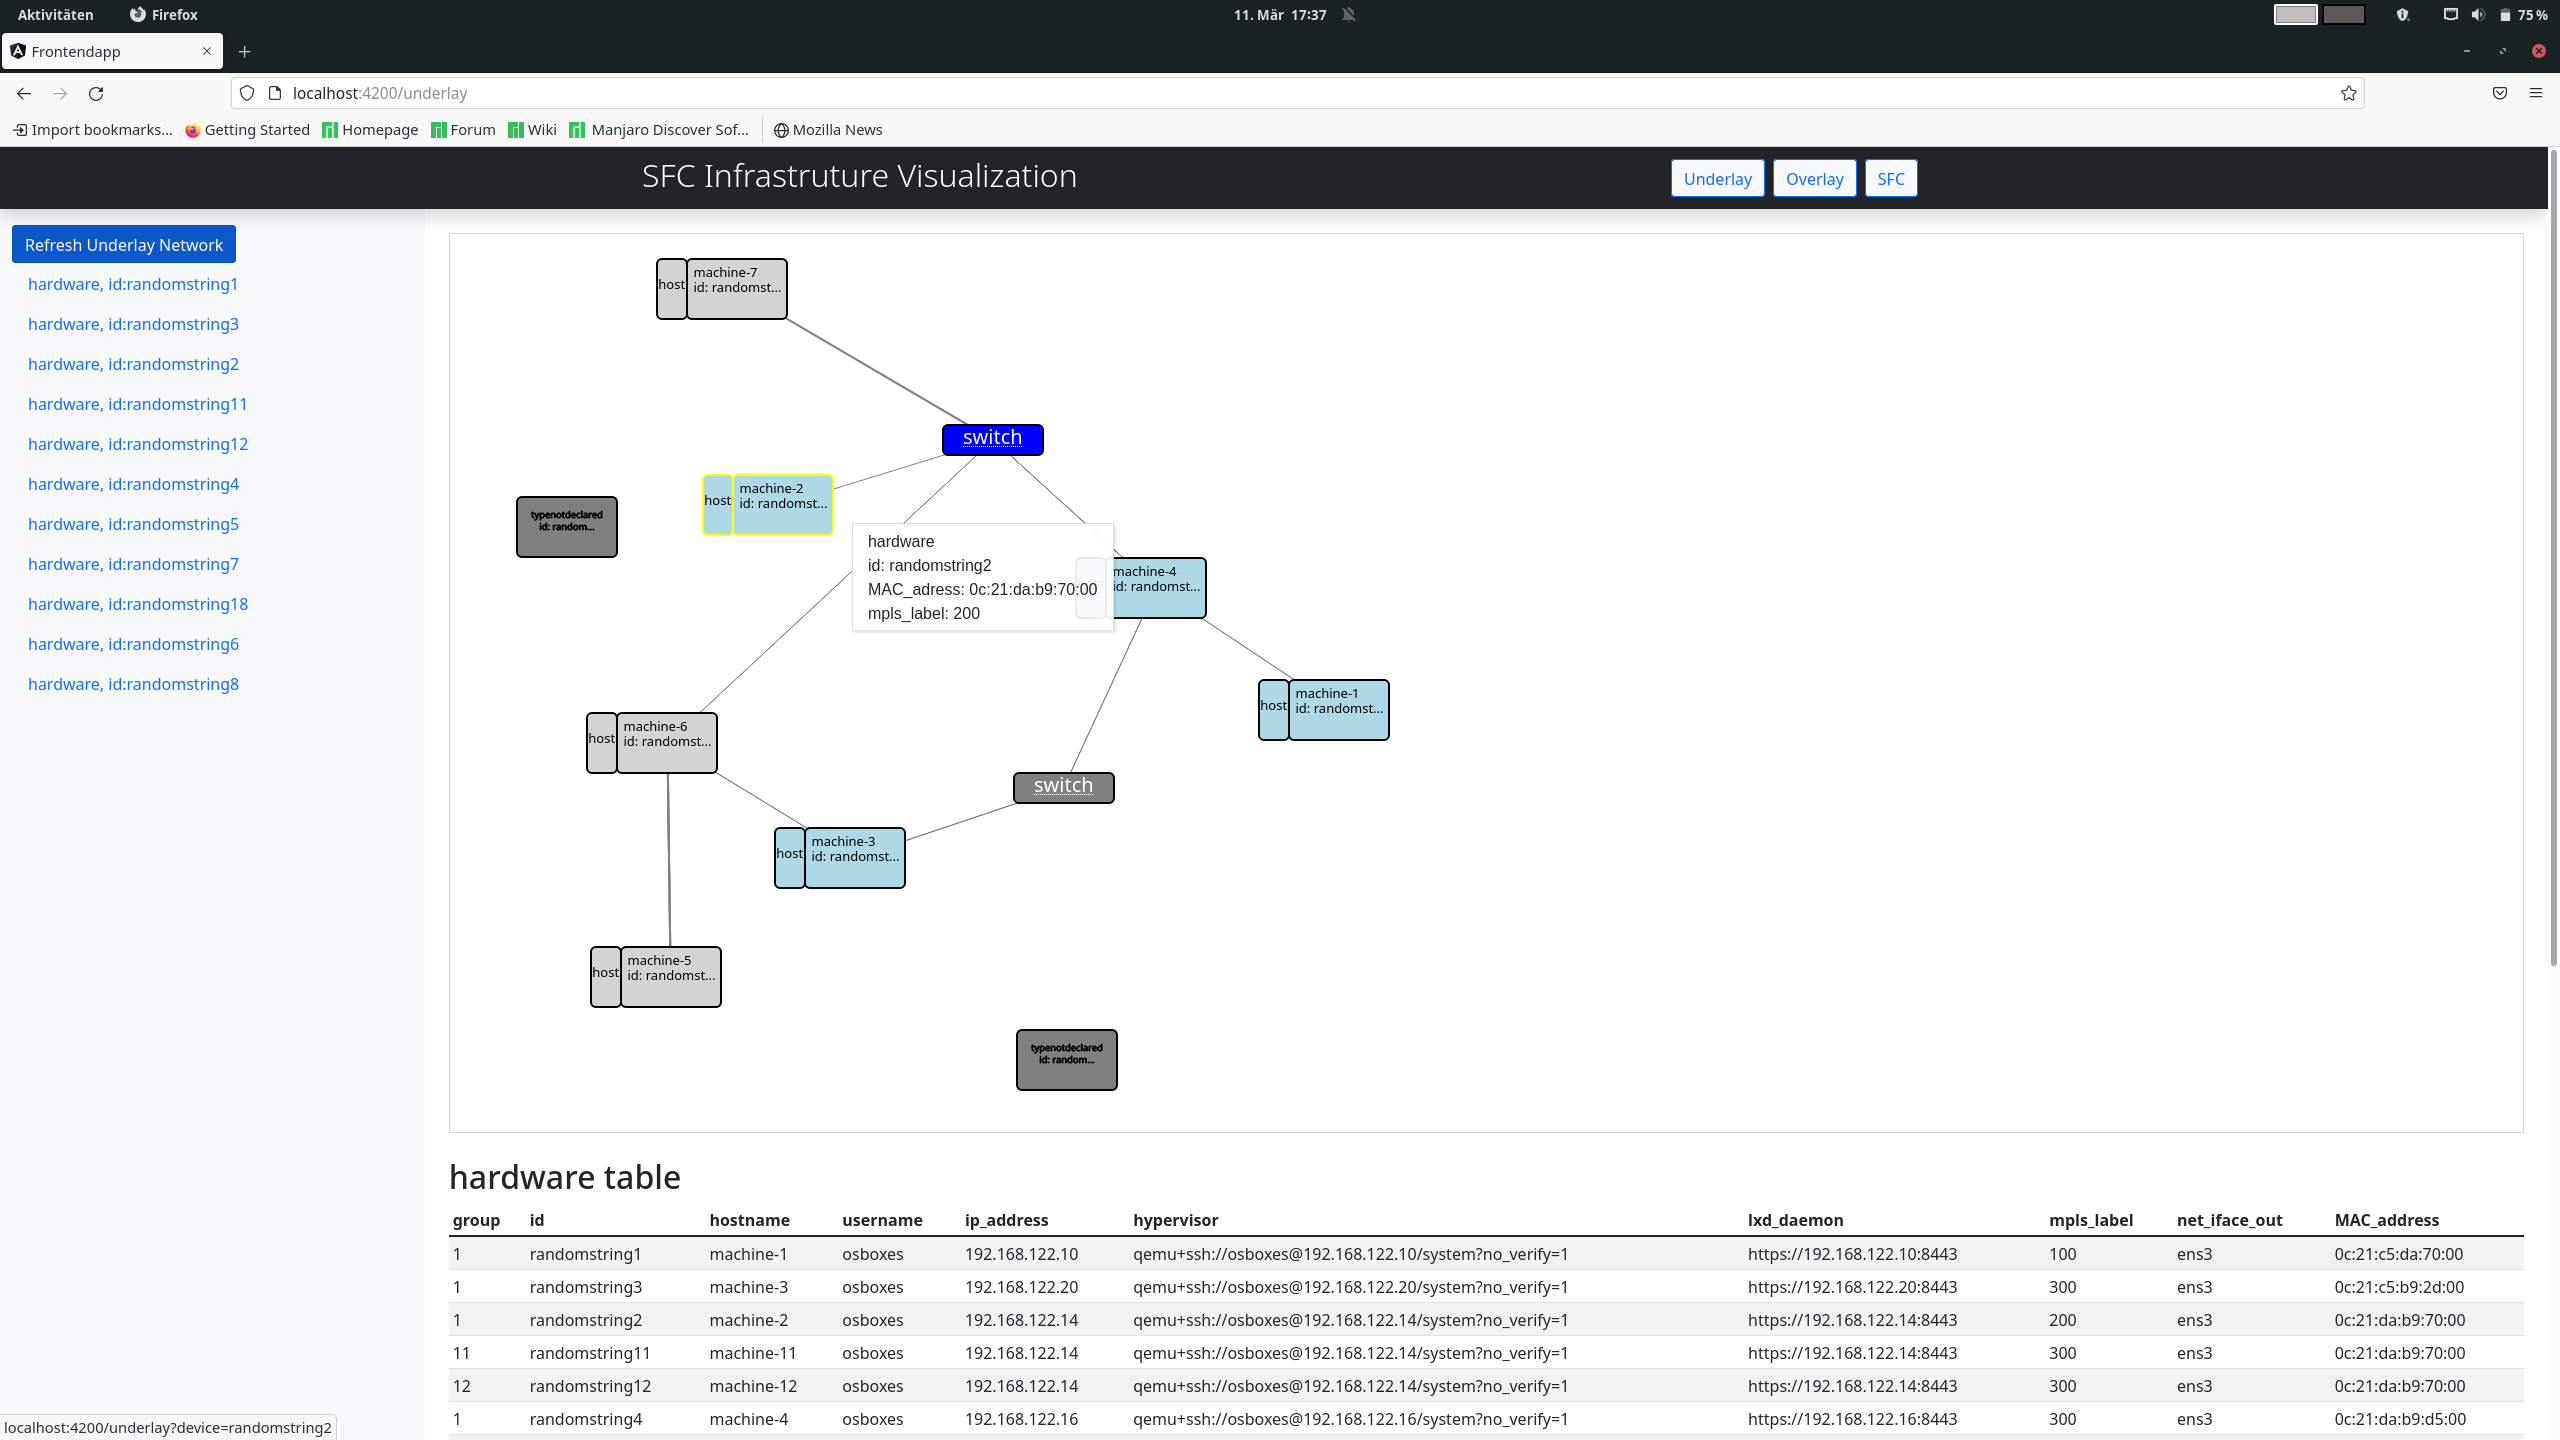 Aktivitäten Firefox 11. Mär 17:37 75 %
Frontendapp
localhost:4200/underlay
Import bookmarks... Getting Started Homepage Forum Wiki Manjaro Discover Sof... Mozilla News
SFC Infrastruture Visualization Underlay Overlay SFC
Refresh Underlay Network
hardware, id:randomstring1
hardware, id:randomstring3
hardware, id:randomstring2
hardware, id:randomstring11
hardware, id:randomstring12
hardware, id:randomstring4
hardware, id:randomstring5
hardware, id:randomstring7
hardware, id:randomstring18
hardware, id:randomstring6
hardware, id:randomstring8
host
machine-7
id: randomst...
switch
host
machine-2
id: randomst...
typenotdeclared
id: random...
hardware
id: randomstring2
MAC_adress: 0c:21:da:b9:70:00
mpls_label: 200
machine-4
id: randomst...
host
machine-1
id: randomst...
host
machine-6
id: randomst...
switch
host
machine-3
id: randomst...
host
machine-5
id: randomst...
typenotdeclared
id: random...
hardware table
group id hostname username ip_address hypervisor lxd_daemon mpls_label net_iface_out MAC_address
1 randomstring1 machine-1 osboxes 192.168.122.10 qemu+ssh://osboxes@192.168.122.10/system?no_verify=1 https://192.168.122.10:8443 100 ens3 0c:21:c5:da:70:00
1 randomstring3 machine-3 osboxes 192.168.122.20 qemu+ssh://osboxes@192.168.122.20/system?no_verify=1 https://192.168.122.20:8443 300 ens3 0c:21:c5:b9:2d:00
1 randomstring2 machine-2 osboxes 192.168.122.14 qemu+ssh://osboxes@192.168.122.14/system?no_verify=1 https://192.168.122.14:8443 200 ens3 0c:21:da:b9:70:00
11 randomstring11 machine-11 osboxes 192.168.122.14 qemu+ssh://osboxes@192.168.122.14/system?no_verify=1 https://192.168.122.14:8443 300 ens3 0c:21:da:b9:70:00
12 randomstring12 machine-12 osboxes 192.168.122.14 qemu+ssh://osboxes@192.168.122.14/system?no_verify=1 https://192.168.122.14:8443 300 ens3 0c:21:da:b9:70:00
1 randomstring4 machine-4 osboxes 192.168.122.16 qemu+ssh://osboxes@192.168.122.16/system?no_verify=1 https://192.168.122.16:8443 300 ens3 0c:21:da:b9:d5:00
localhost:4200/underlay?device=randomstring2